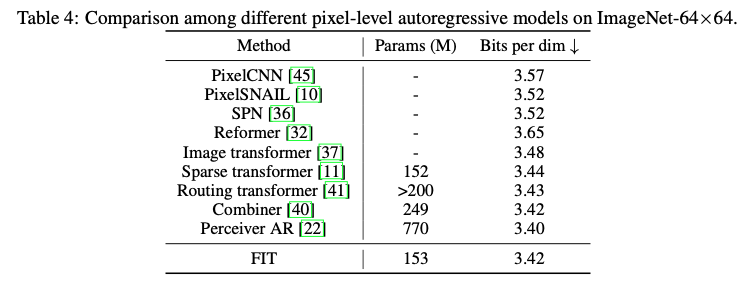 Table 4: Comparison among different pixel-level autoregressive models on ImageNet-64×64.
Method Params (M) Bits per dim ↓
PixelCNN [45] - 3.57
PixelSNAIL [10] - 3.52
SPN [36] - 3.52
Reformer [32] - 3.65
Image transformer [37] - 3.48
Sparse transformer [11] 152 3.44
Routing transformer [41] >200 3.43
Combiner [40] 249 3.42
Perceiver AR [22] 770 3.40
FIT 153 3.42